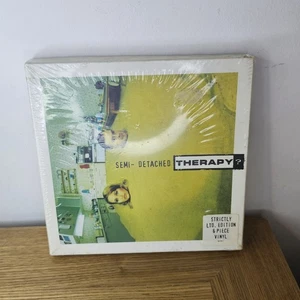 SEMI- DETACHED THERAPY?
STRICTLY
LTD. EDITION
6 PIECE
VINYL